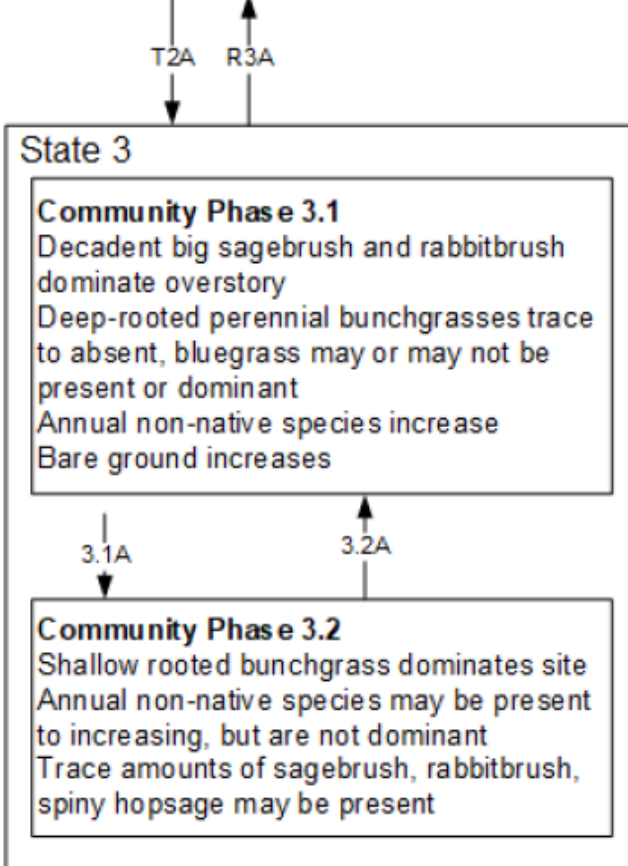 T2A R3A
State 3
Community Phase 3.1
Decadent big sagebrush and rabbitbrush
dominate overstory
Deep-rooted perennial bunchgrasses trace
to absent, bluegrass may or may not be
present or dominant
Annual non-native species increase
Bare ground increases
3.1A 3.2A
Community Phase 3.2
Shallow rooted bunchgrass dominates site
Annual non-native species may be present
to increasing, but are not dominant
Trace amounts of sagebrush, rabbitbrush,
spiny hopsage may be present